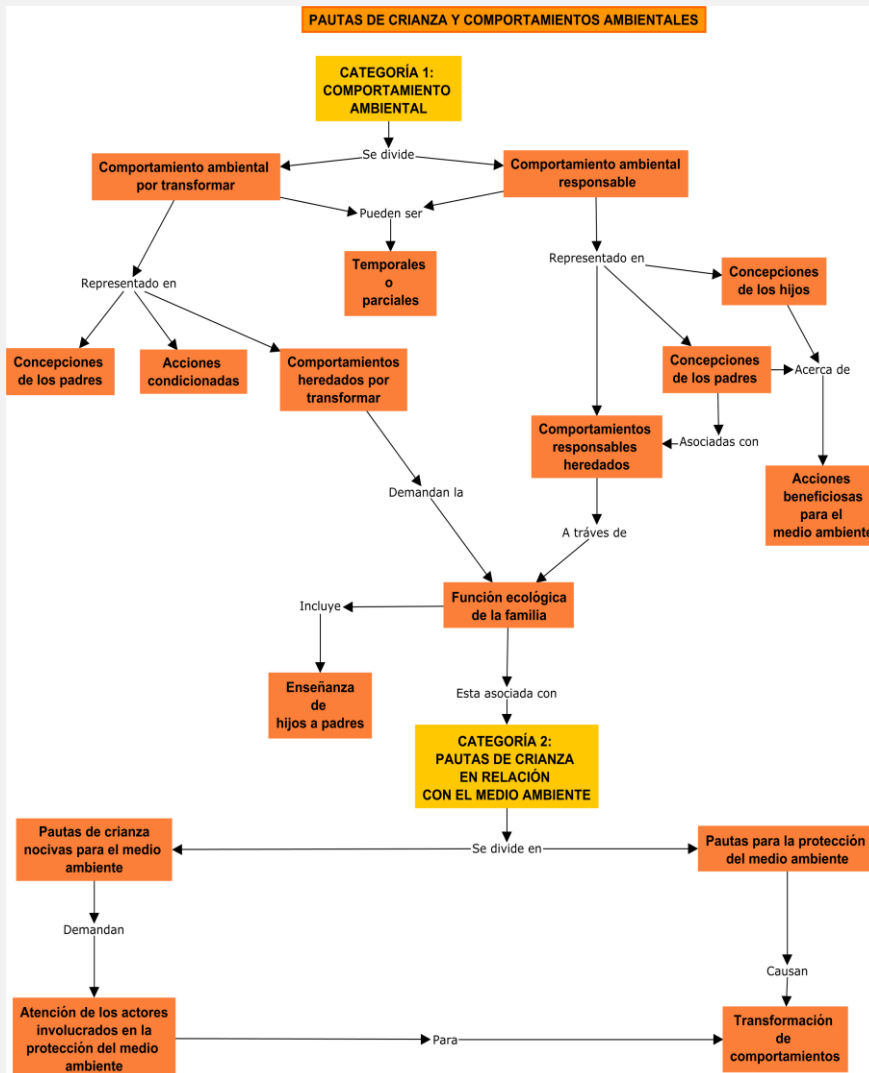 PAUTAS DE CRIANZA Y COMPORTAMIENTOS AMBIENTALES
CATEGORÍA 1:
COMPORTAMIENTO
AMBIENTAL
Se divide
Comportamiento ambiental
por transformar
Comportamiento ambiental
responsable
Pueden ser
Temporales
o
parciales
Representado en
Representado en
Concepciones
de los hijos
Concepciones
de los padres
Acciones
condicionadas
Comportamientos
heredados por
transformar
Concepciones
de los padres
Acerca de
Comportamientos
responsables
heredados
Asociadas con
Acciones
beneficiosas
para el
medio ambiente
Demandan la
A tráves de
Función ecológica
de la familia
Incluye
Enseñanza
de
hijos a padres
Esta asociada con
CATEGORÍA 2:
PAUTAS DE CRIANZA
EN RELACIÓN
CON EL MEDIO AMBIENTE
Se divide en
Pautas de crianza
nocivas para el medio
ambiente
Pautas para la protección
del medio ambiente
Demandan
Causan
Atención de los actores
involucrados en la
protección del medio
ambiente
Para
Transformación
de
comportamientos